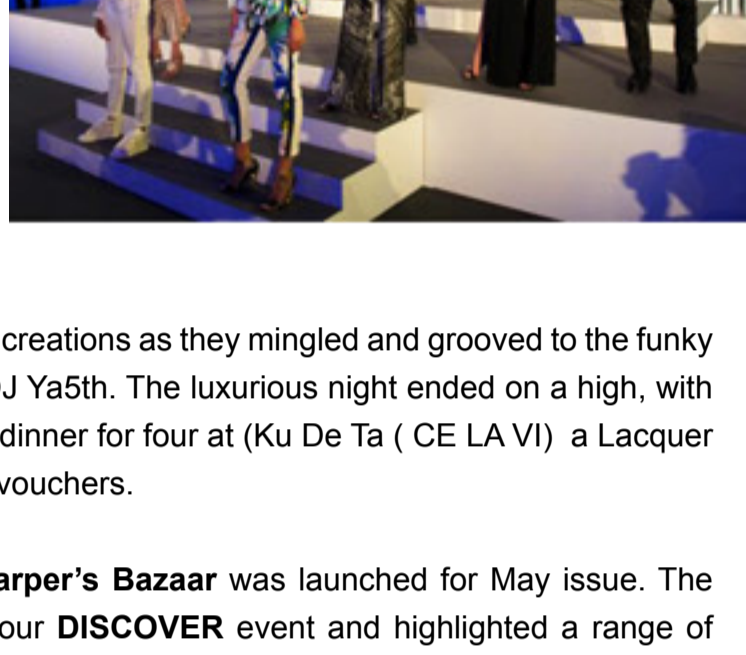 creations as they mingled and grooved to the funky
J Ya5th. The luxurious night ended on a high, with
dinner for four at (Ku De Ta ( CE LA VI)  a Lacquer
vouchers.
arper's Bazaar was launched for May issue. The
our DISCOVER event and highlighted a range of